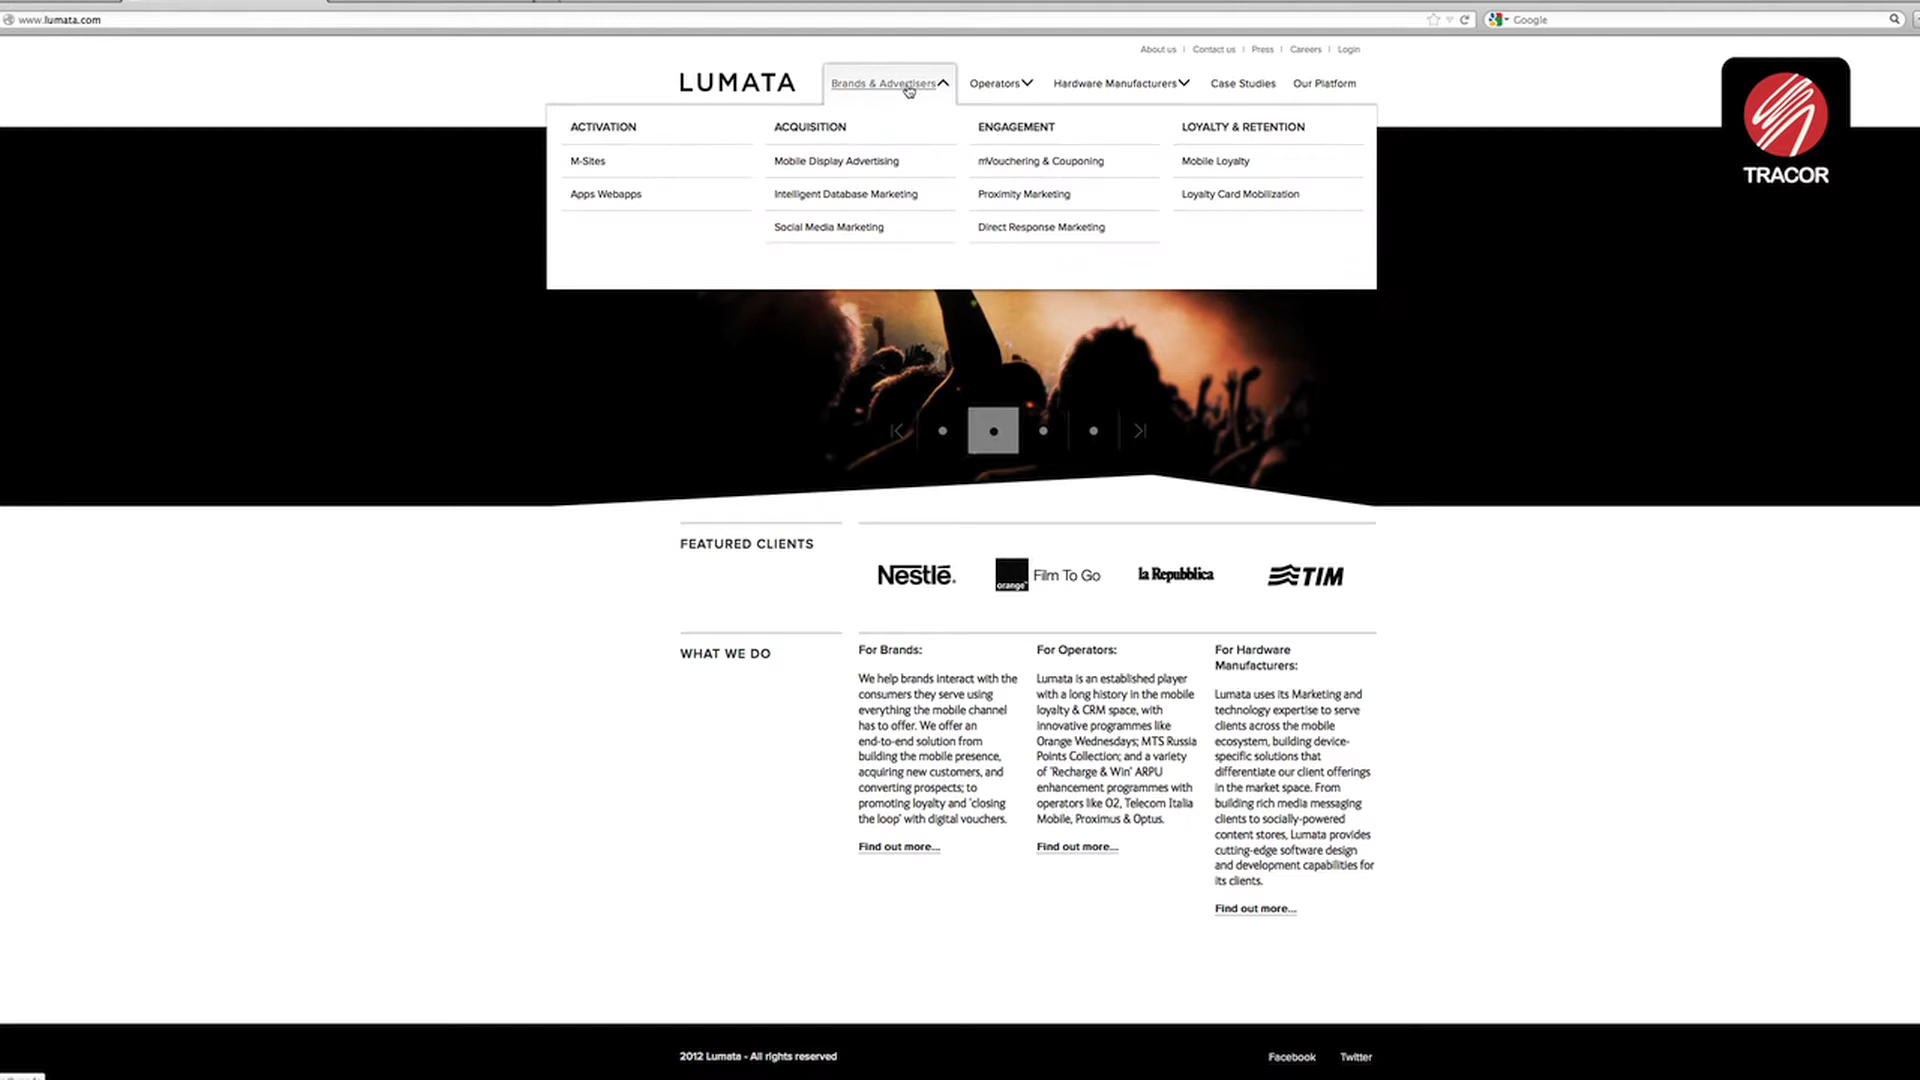 www.lumata.com
Google
About us | Contact us | Press | Careers | Login
LUMATA
Brands & Advertisers
Operators
Hardware Manufacturers
Case Studies
Our Platform
TRACOR
ACTIVATION
M-Sites
Apps Webapps
ACQUISITION
Mobile Display Advertising
Intelligent Database Marketing
Social Media Marketing
ENGAGEMENT
mVouchering & Couponing
Proximity Marketing
Direct Response Marketing
LOYALTY & RETENTION
Mobile Loyalty
Loyalty Card Mobilization
FEATURED CLIENTS
Nestlé.
orange™
Film To Go
la Repubblica
TIM
WHAT WE DO
For Brands:
We help brands interact with the
consumers they serve using
everything the mobile channel
has to offer. We offer an
end-to-end solution from
building the mobile presence,
acquiring new customers, and
converting prospects; to
promoting loyalty and 'closing
the loop' with digital vouchers.
Find out more...
For Operators:
Lumata is an established player
with a long history in the mobile
loyalty & CRM space, with
innovative programmes like
Orange Wednesdays; MTS Russia
Points Collection; and a variety
of 'Recharge & Win' ARPU
enhancement programmes with
operators like O2, Telecom Italia
Mobile, Proximus & Optus.
Find out more...
For Hardware
Manufacturers:
Lumata uses its Marketing and
technology expertise to serve
clients across the mobile
ecosystem, building device-
specific solutions that
differentiate our client offerings
in the market space. From
building rich media messaging
clients to socially-powered
content stores, Lumata provides
cutting-edge software design
and development capabilities for
its clients.
Find out more...
2012 Lumata - All rights reserved
Facebook
Twitter